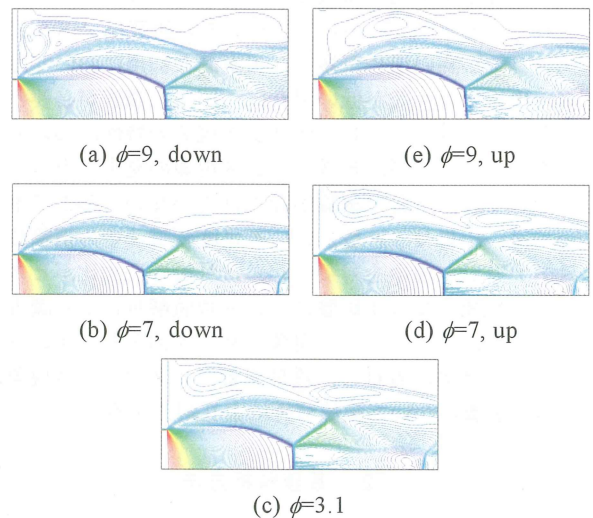 (a) ϕ=9, down
(e) ϕ=9, up
(b) ϕ=7, down
(d) ϕ=7, up
(c) ϕ=3.1